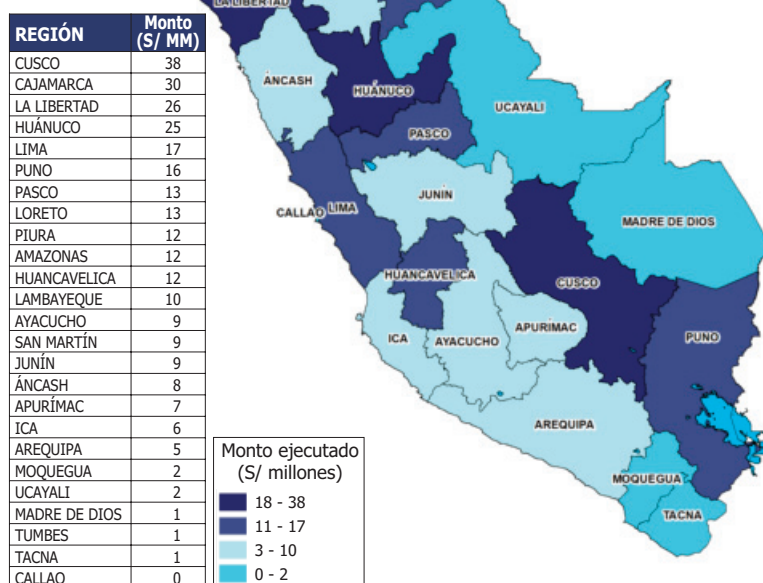 REGIÓN Monto (S/ MM)
CUSCO 38
CAJAMARCA 30
LA LIBERTAD 26
HUÁNUCO 25
LIMA 17
PUNO 16
PASCO 13
LORETO 13
PIURA 12
AMAZONAS 12
HUANCAVELICA 12
LAMBAYEQUE 10
AYACUCHO 9
SAN MARTÍN 9
JUNÍN 9
ÁNCASH 8
APURÍMAC 7
ICA 6
AREQUIPA 5
MOQUEGUA 2
UCAYALI 2
MADRE DE DIOS 1
TUMBES 1
TACNA 1
CALLAO 0
LA LIBERTAD
ÁNCASH
HUÁNUCO
UCAYALI
PASCO
JUNÍN
CALLAO
LIMA
MADRE DE DIOS
HUANCAVELICA
CUSCO
ICA
AYACUCHO
APURÍMAC
PUNO
AREQUIPA
MOQUEGUA
TACNA
Monto ejecutado
(S/ millones)
18 - 38
11 - 17
3 - 10
0 - 2